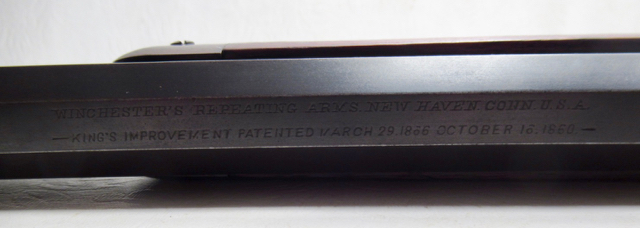 WINCHESTER'S REPEATING ARMS. NEW HAVEN. CONN. U.S.A.
— KING'S IMPROVEMENT PATENTED MARCH 29. 1866. OCTOBER 16. 1860. —